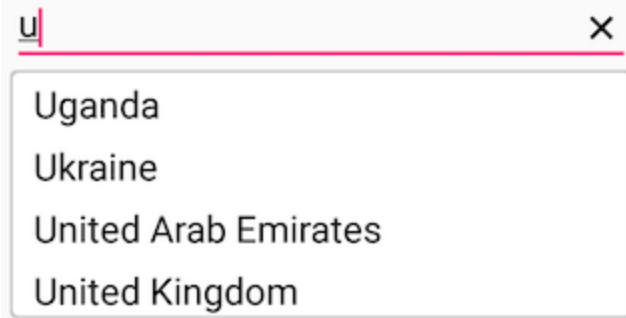 u
Uganda
Ukraine
United Arab Emirates
United Kingdom